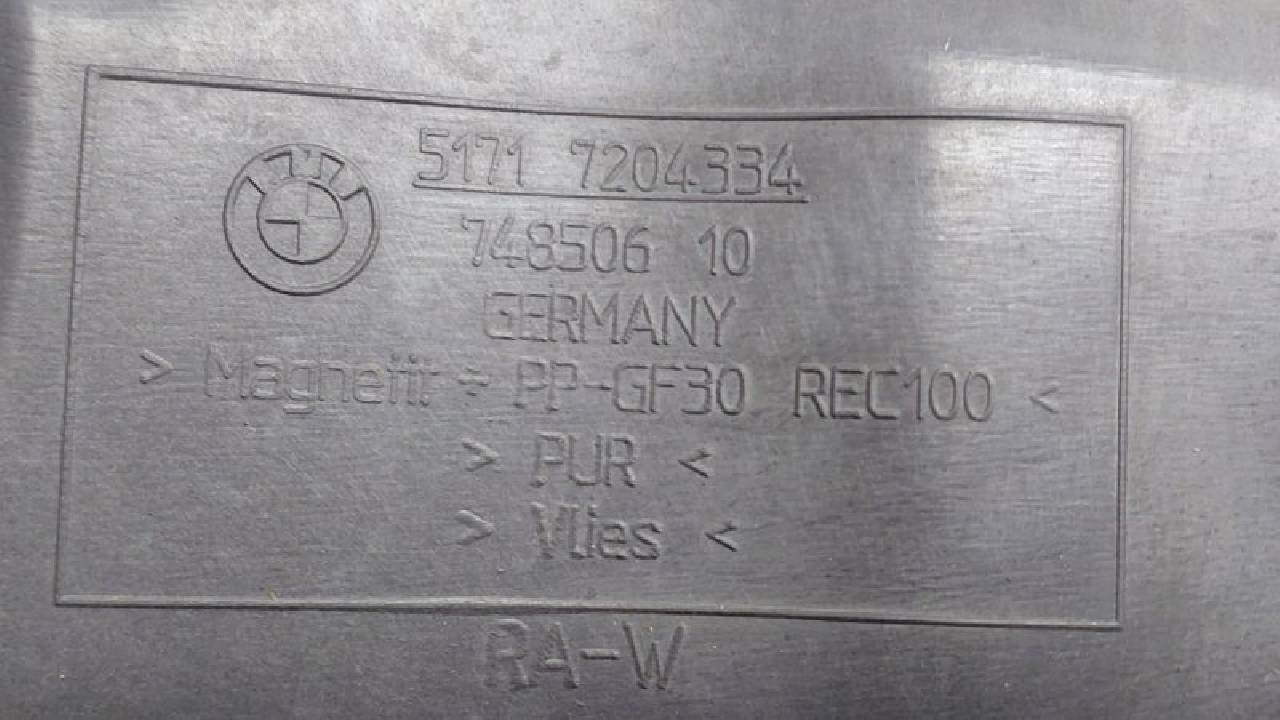 5171 7204334
748506 10
GERMANY
> Magnetit ÷ PP-GF30 REC100 <
> PUR <
> Vlies <
RA-W